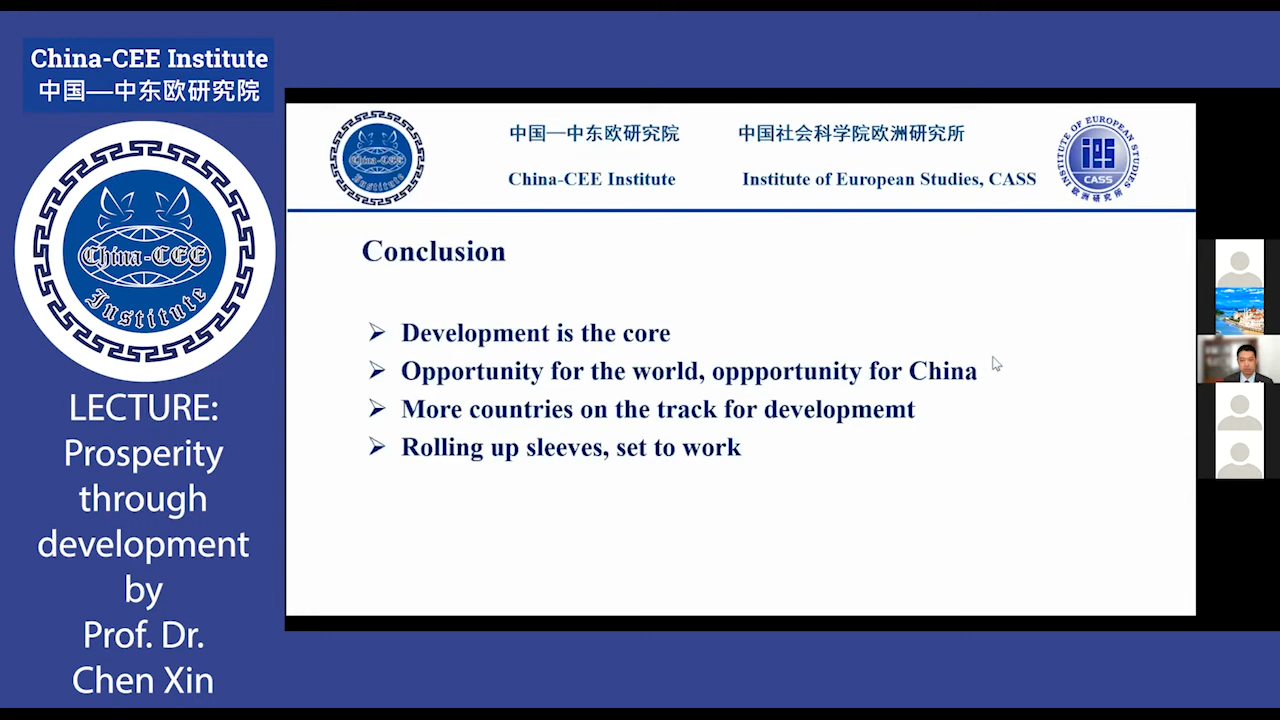 China-CEE Institute
中国—中东欧研究院
China-CEE
Institute
LECTURE:
Prosperity
through
development
by
Prof. Dr.
Chen Xin
China-CEE
Institute
中国—中东欧研究院
中国社会科学院欧洲研究所
China-CEE Institute
Institute of European Studies, CASS
INSTITUTE OF EUROPEAN STUDIES
ies
CASS
欧洲研究所
Conclusion
➢ Development is the core
➢ Opportunity for the world, oppportunity for China
➢ More countries on the track for developmemt
➢ Rolling up sleeves, set to work